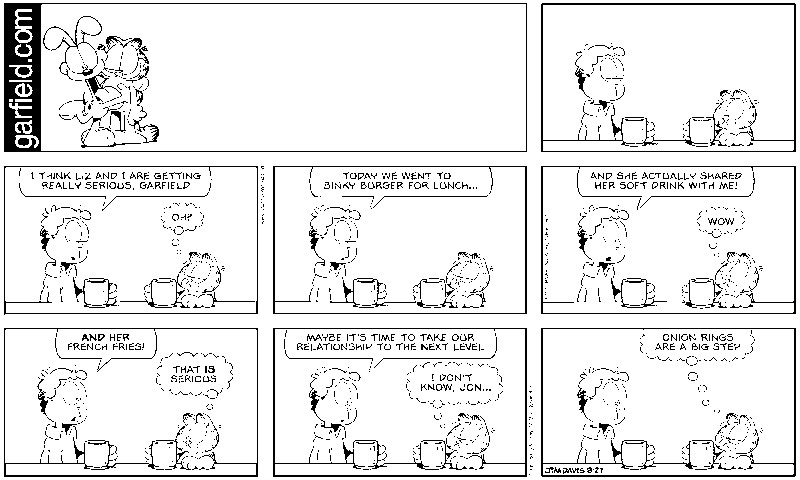 garfield.com
I THINK LIZ AND I ARE GETTING
REALLY SERIOUS, GARFIELD
OH?
TODAY WE WENT TO
BINKY BURGER FOR LUNCH...
AND SHE ACTUALLY SHARED
HER SOFT DRINK WITH ME!
WOW
AND HER
FRENCH FRIES!
THAT IS
SERIOUS
MAYBE IT'S TIME TO TAKE OUR
RELATIONSHIP TO THE NEXT LEVEL
I DON'T
KNOW, JON...
ONION RINGS
ARE A BIG STEP
JIM DAVIS 8-27